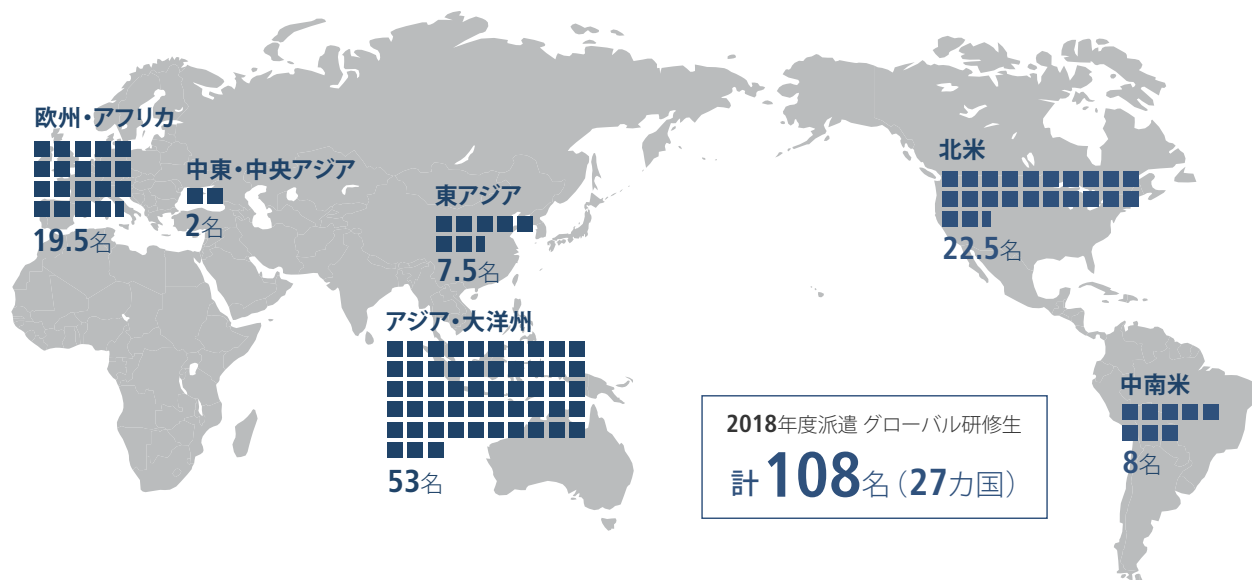 欧州・アフリカ
19.5名
中東・中央アジア
2名
東アジア
7.5名
アジア・大洋州
53名
北米
22.5名
中南米
8名
2018年度派遣 グローバル研修生
計108名（27カ国）